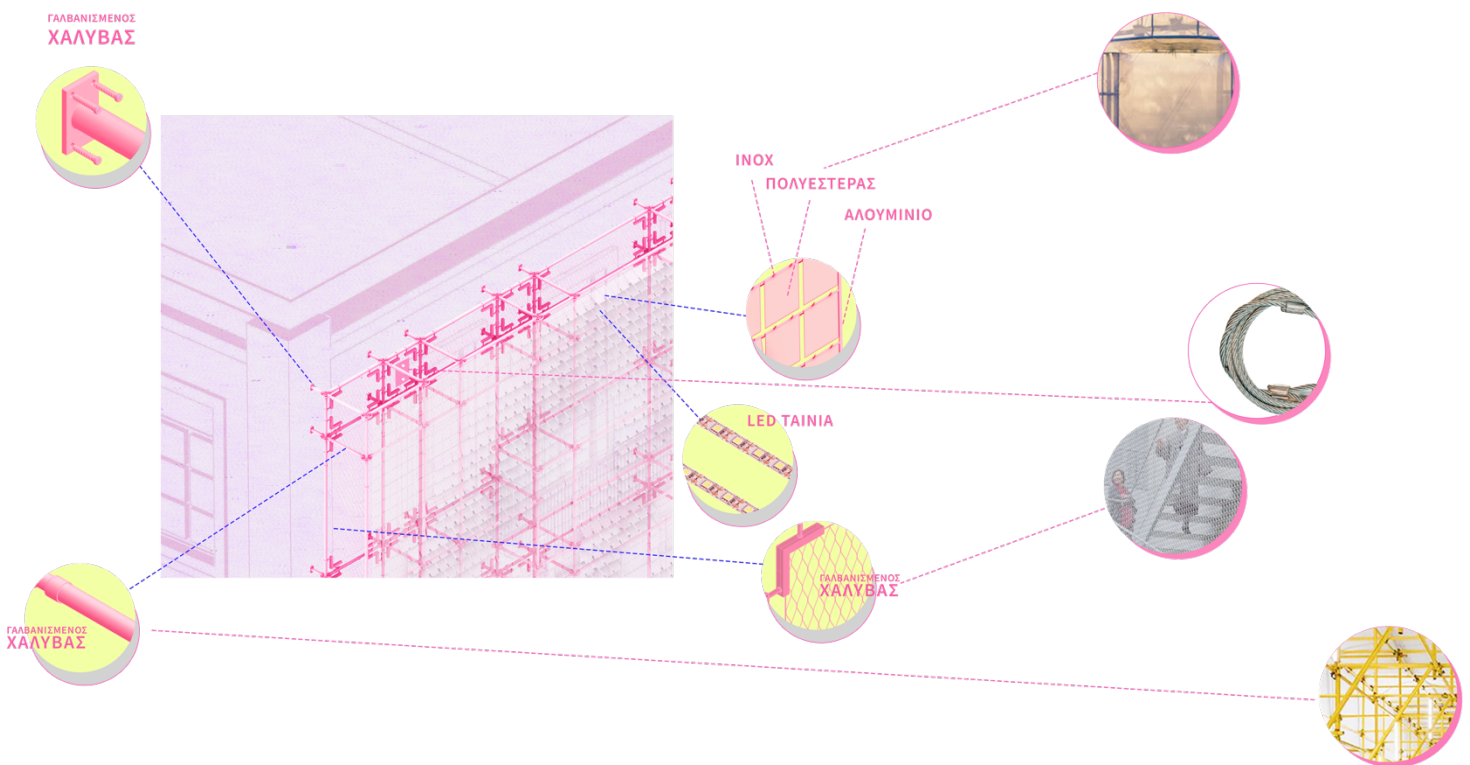 ΓΑΛΒΑΝΙΣΜΕΝΟΣ
ΧΑΛΥΒΑΣ
INOX
ΠΟΛΥΕΣΤΕΡΑΣ
ΑΛΟΥΜΙΝΙΟ
LED ΤΑΙΝΙΑ
ΓΑΛΒΑΝΙΣΜΕΝΟΣ
ΧΑΛΥΒΑΣ
ΓΑΛΒΑΝΙΣΜΕΝΟΣ
ΧΑΛΥΒΑΣ